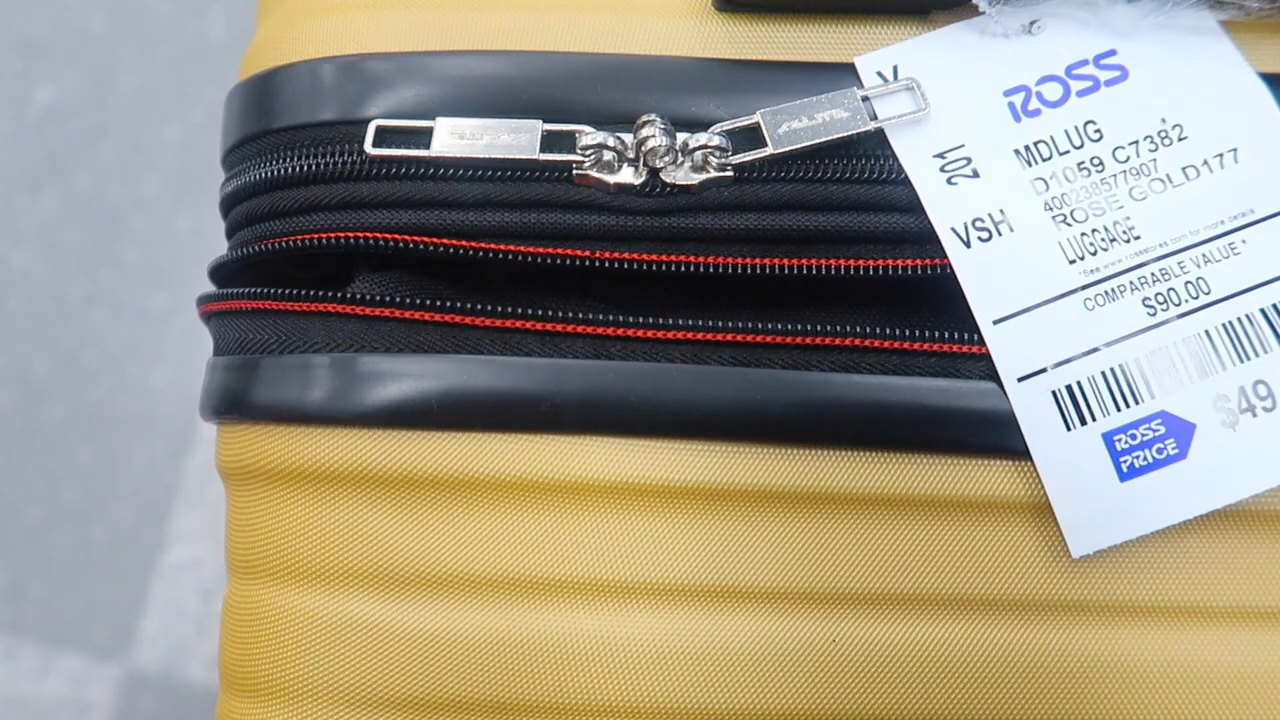 V
201
VSH
ROSS
MDLUG
D1059 C7382
400238577907
ROSE GOLD177
LUGGAGE
*See www.rossstores.com for more details
COMPARABLE VALUE*
$90.00
ROSS
PRICE
$49